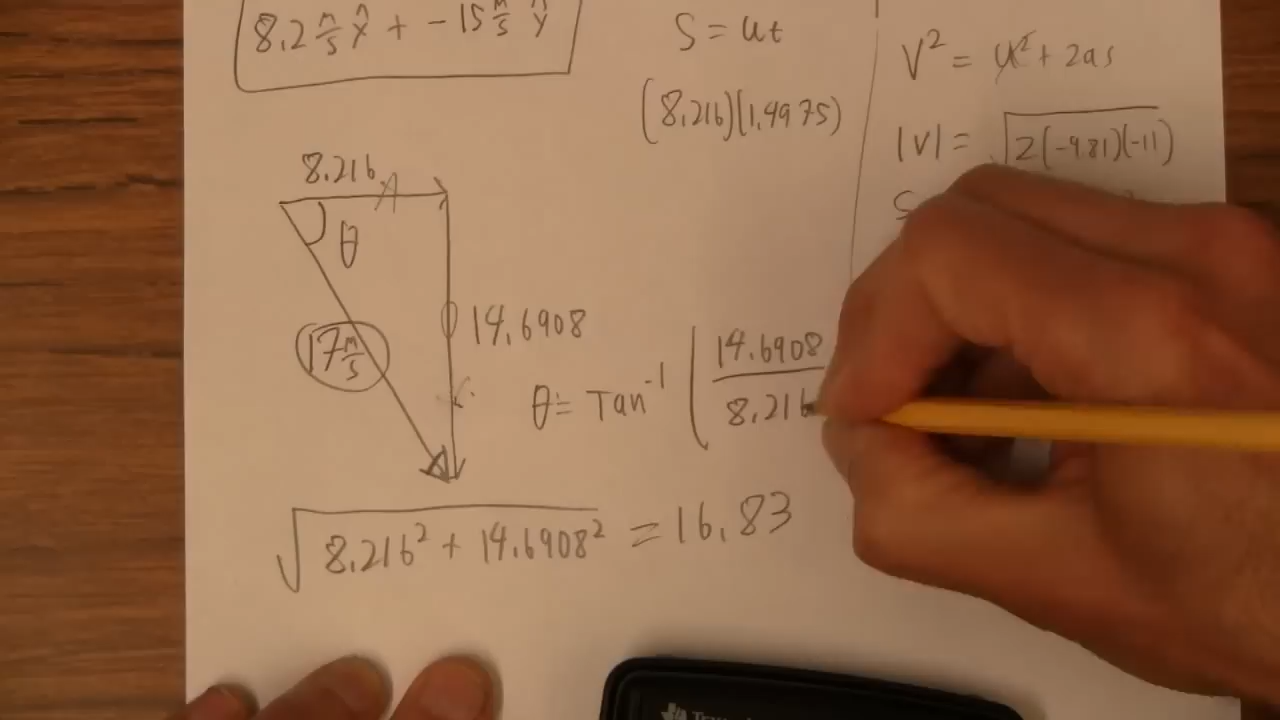 8.2 m/s x̂ + -15 m/s ŷ
S = ut
(8.216)(1.4975)
V² = u² + 2as
|V| = √2(-9.81)(-11)
S
8.216
θ
14.6908
17 m/s
θ = Tan⁻¹ (14.6908 / 8.216
√8.216² + 14.6908² = 16.83